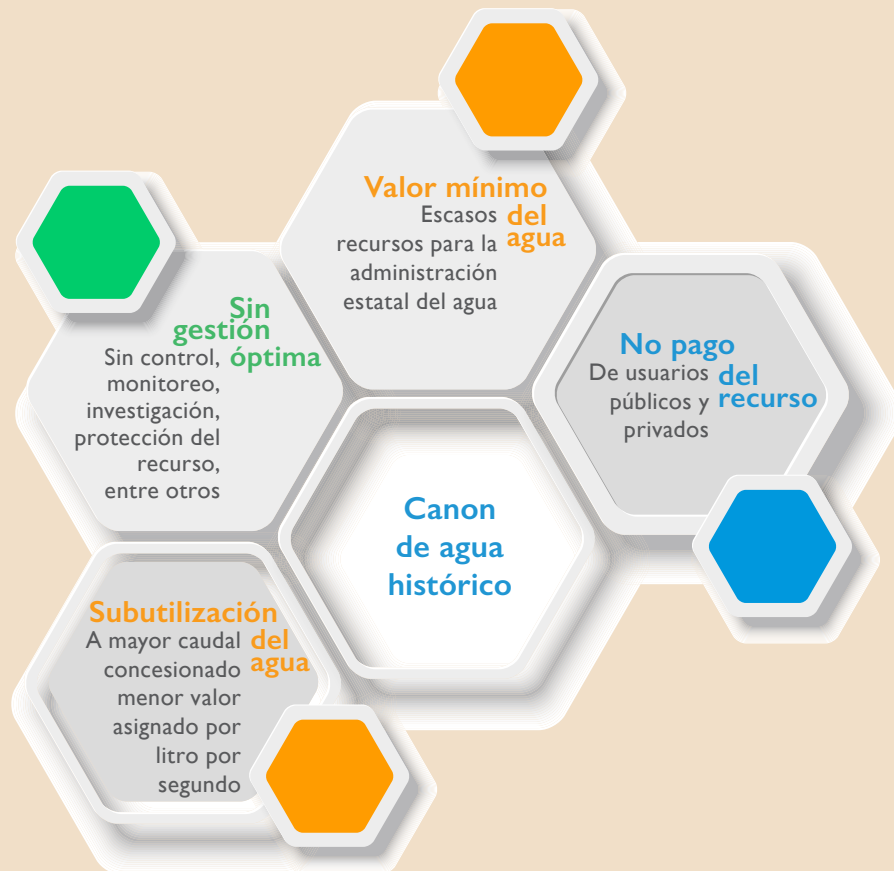 Valor mínimo
del
agua
Escasos
recursos para la
administración
estatal del agua
Sin
gestión
óptima
Sin control,
monitoreo,
investigación,
protección del
recurso,
entre otros
No pago
del
recurso
De usuarios
públicos y
privados
Canon
de agua
histórico
Subutilización
del
agua
A mayor caudal
concesionado
menor valor
asignado por
litro por
segundo